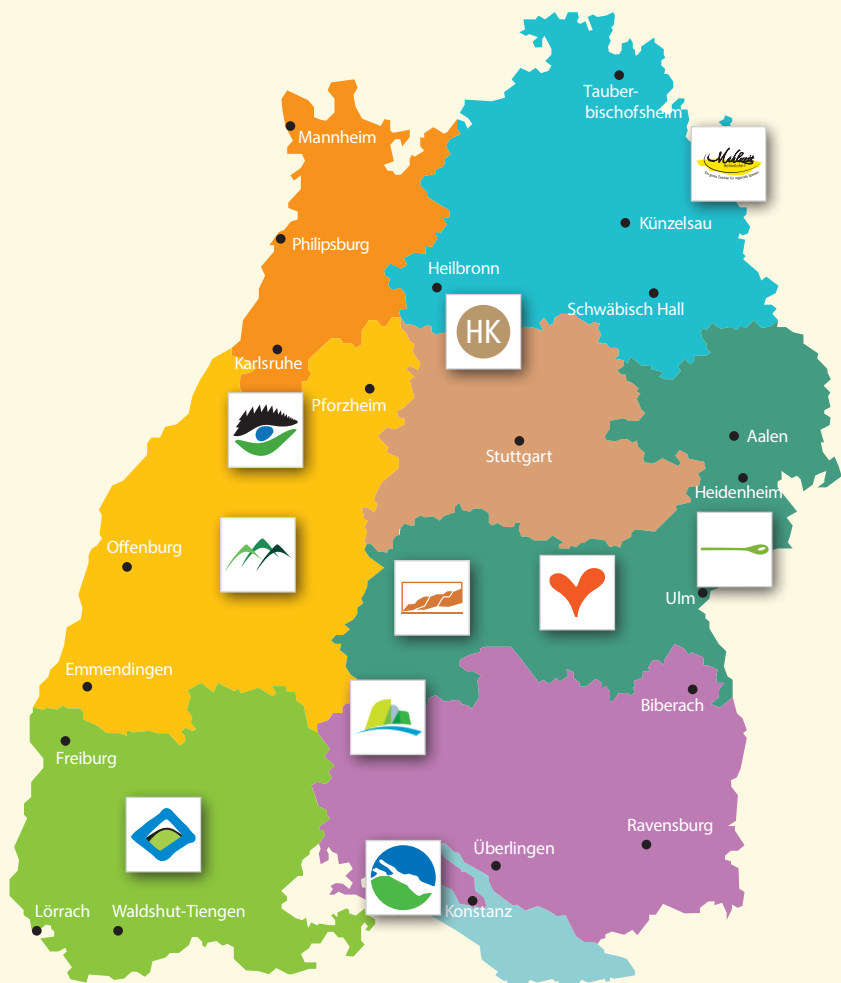 Tauber-
bischofsheim
Mannheim
Künzelsau
Philipsburg
Heilbronn
Schwäbisch Hall
HK
Karlsruhe
Pforzheim
Aalen
Stuttgart
Heidenheim
Offenburg
Ulm
Emmendingen
Biberach
Freiburg
Ravensburg
Überlingen
Lörrach
Waldshut-Tiengen
Konstanz